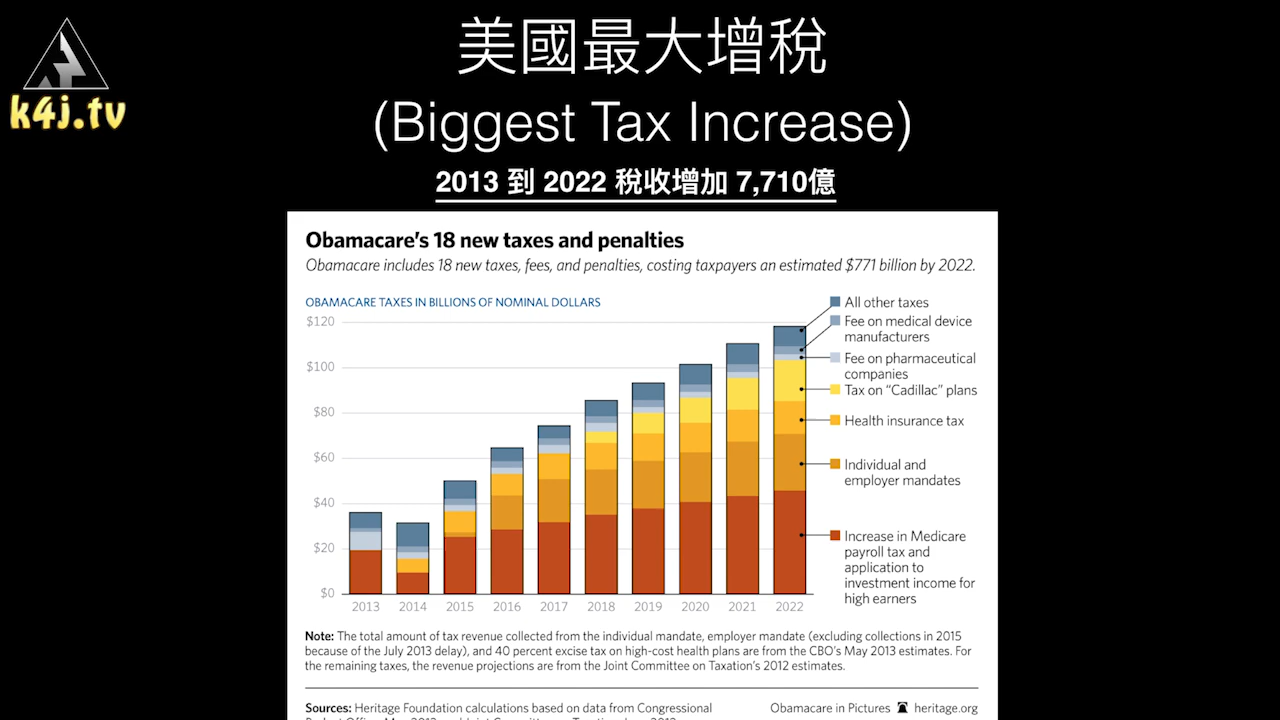 美國最大增稅
k4j.tv
(Biggest Tax Increase)
2013 到 2022 稅收增加 7,710億
Obamacare's 18 new taxes and penalties
Obamacare includes 18 new taxes, fees, and penalties, costing taxpayers an estimated $771 billion by 2022.
OBAMACARE TAXES IN BILLIONS OF NOMINAL DOLLARS
$120
$100
$80
$60
$40
$20
$0
2013 2014 2015 2016 2017 2018 2019 2020 2021 2022
All other taxes
Fee on medical device
manufacturers
Fee on pharmaceutical
companies
Tax on “Cadillac” plans
Health insurance tax
Individual and
employer mandates
Increase in Medicare
payroll tax and
application to
investment income for
high earners
Note: The total amount of tax revenue collected from the individual mandate, employer mandate (excluding collections in 2015
because of the July 2013 delay), and 40 percent excise tax on high-cost health plans are from the CBO's May 2013 estimates. For
the remaining taxes, the revenue projections are from the Joint Committee on Taxation's 2012 estimates.
Sources: Heritage Foundation calculations based on data from Congressional
Obamacare in Pictures heritage.org